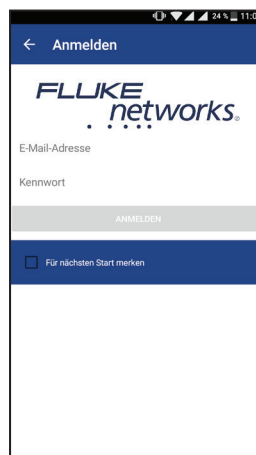 24 % 11:0
Anmelden
FLUKE
networks®
E-Mail-Adresse
Kennwort
ANMELDEN
Für nächsten Start merken